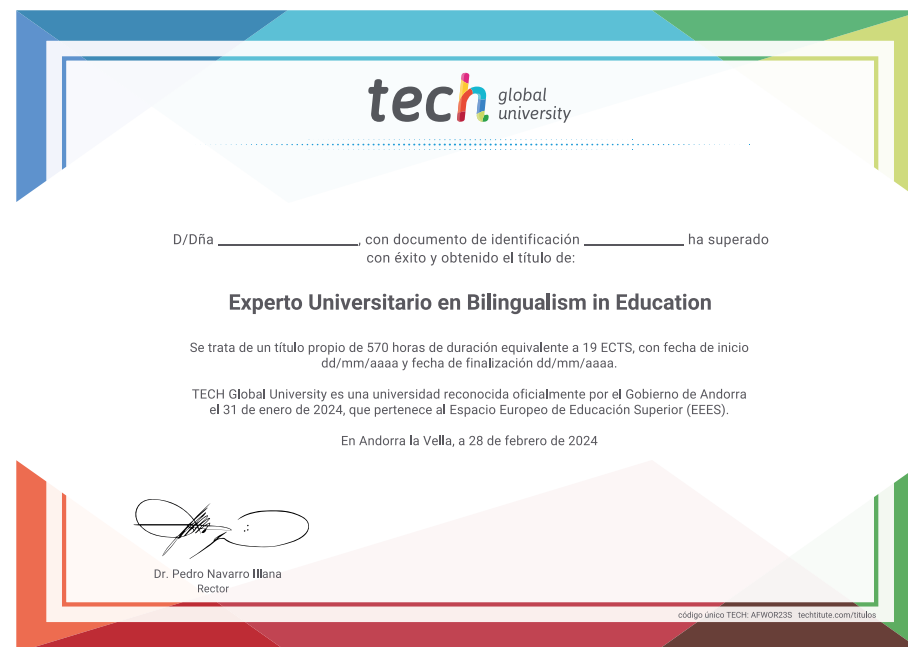 tech global university
D/Dña ______________, con documento de identificación __________ ha superado
con éxito y obtenido el título de:
Experto Universitario en Bilingualism in Education
Se trata de un título propio de 570 horas de duración equivalente a 19 ECTS, con fecha de inicio
dd/mm/aaaa y fecha de finalización dd/mm/aaaa.
TECH Global University es una universidad reconocida oficialmente por el Gobierno de Andorra
el 31 de enero de 2024, que pertenece al Espacio Europeo de Educación Superior (EEES).
En Andorra la Vella, a 28 de febrero de 2024
Dr. Pedro Navarro Illana
Rector
código único TECH: AFWOR23S techtitute.com/titulos